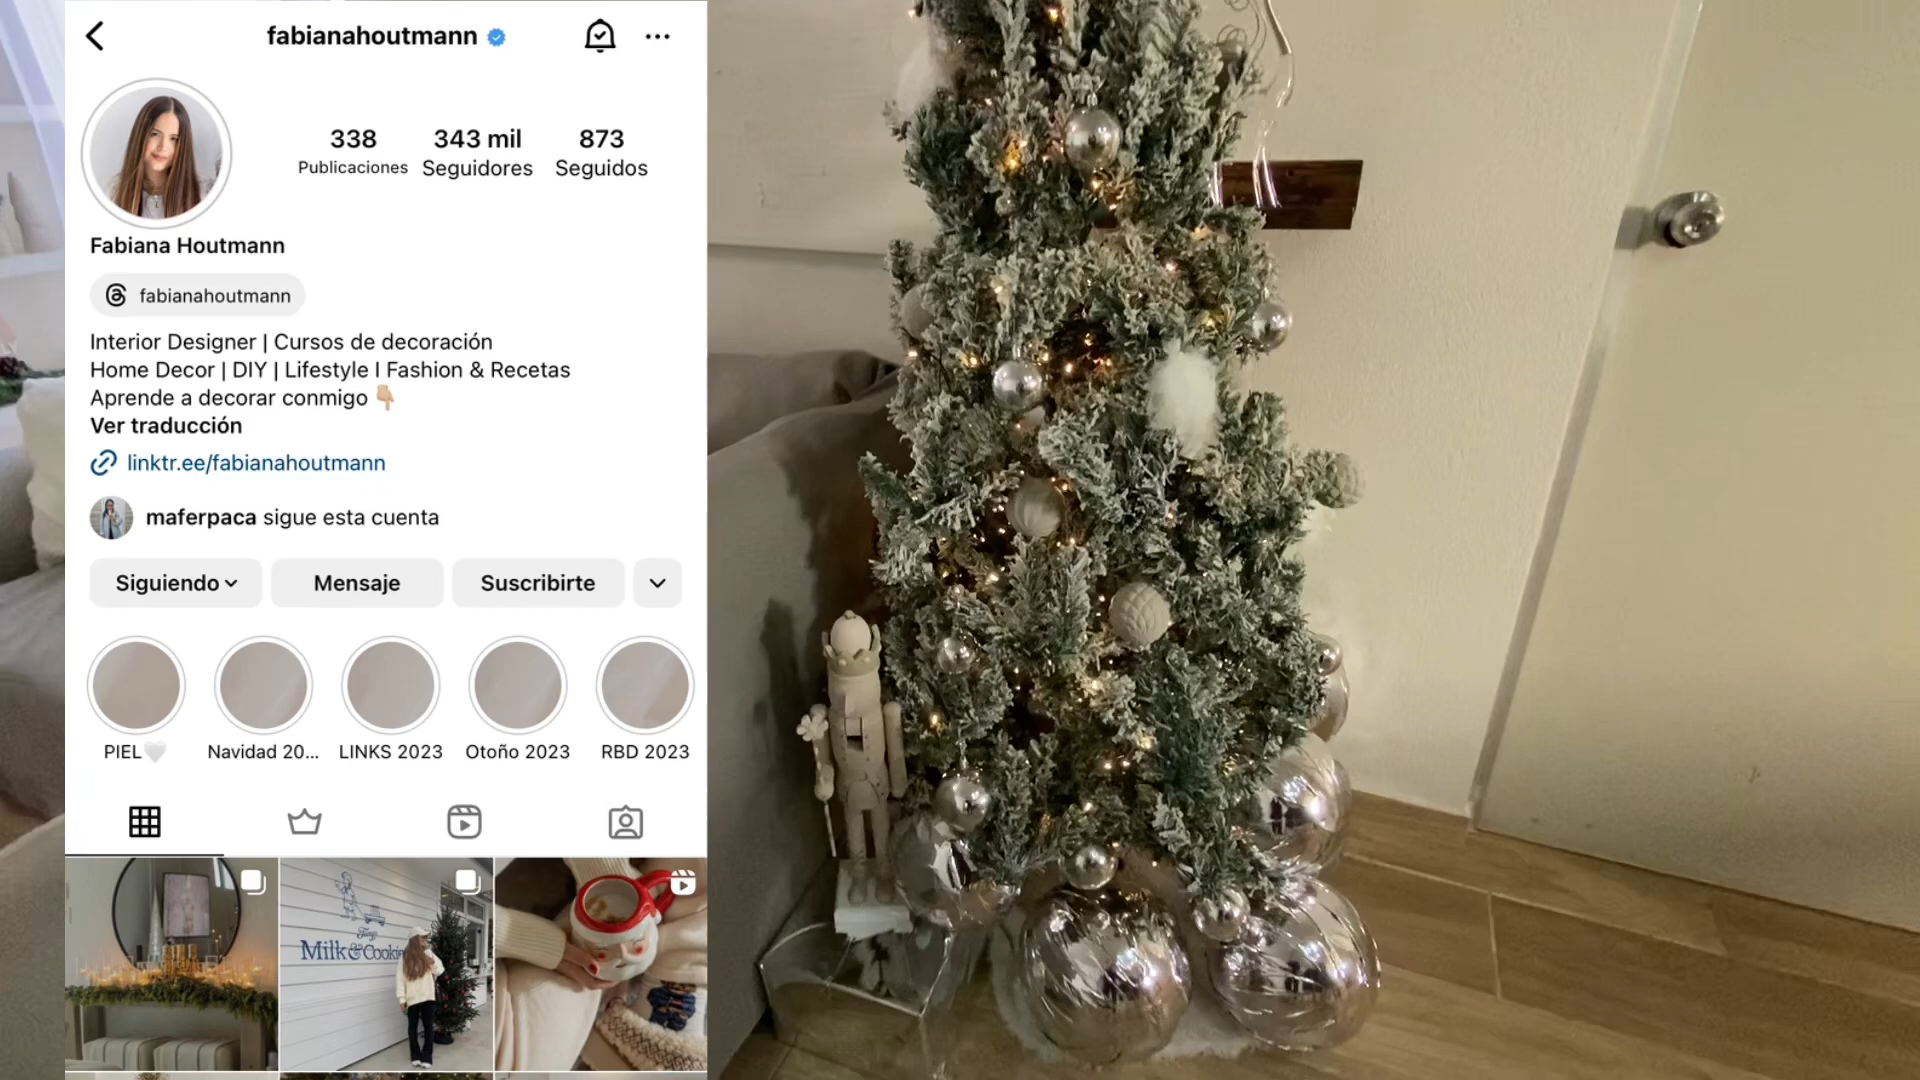 fabianahoutmann
338
343 mil
873
Publicaciones
Seguidores
Seguidos
Fabiana Houtmann
fabianahoutmann
Interior Designer | Cursos de decoración
Home Decor | DIY | Lifestyle I Fashion & Recetas
Aprende a decorar conmigo 👇🏼
Ver traducción
linktr.ee/fabianahoutmann
maferpaca sigue esta cuenta
Siguiendo
Mensaje
Suscribirte
PIEL🤍
Navidad 20...
LINKS 2023
Otoño 2023
RBD 2023
Milk & Cookie